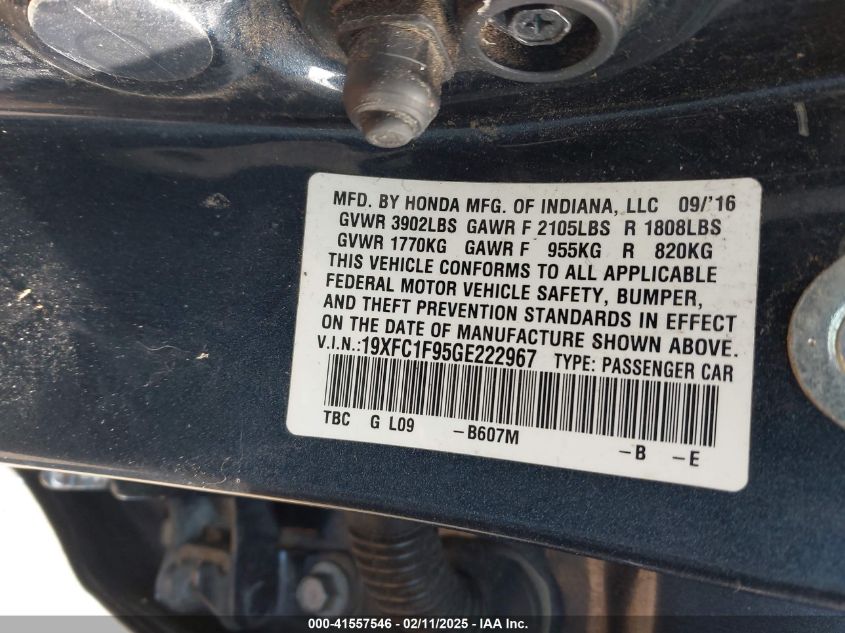 MFD. BY HONDA MFG. OF INDIANA, LLC 09/'16
GVWR 3902LBS GAWR F 2105LBS R 1808LBS
GVWR 1770KG GAWR F 955KG R 820KG
THIS VEHICLE CONFORMS TO ALL APPLICABLE
FEDERAL MOTOR VEHICLE SAFETY, BUMPER,
AND THEFT PREVENTION STANDARDS IN EFFECT
ON THE DATE OF MANUFACTURE SHOWN ABOVE.
V.I.N.:19XFC1F95GE222967 TYPE: PASSENGER CAR
TBC G L09 -B607M -B -E
000-41557546 - 02/11/2025 - IAA Inc.